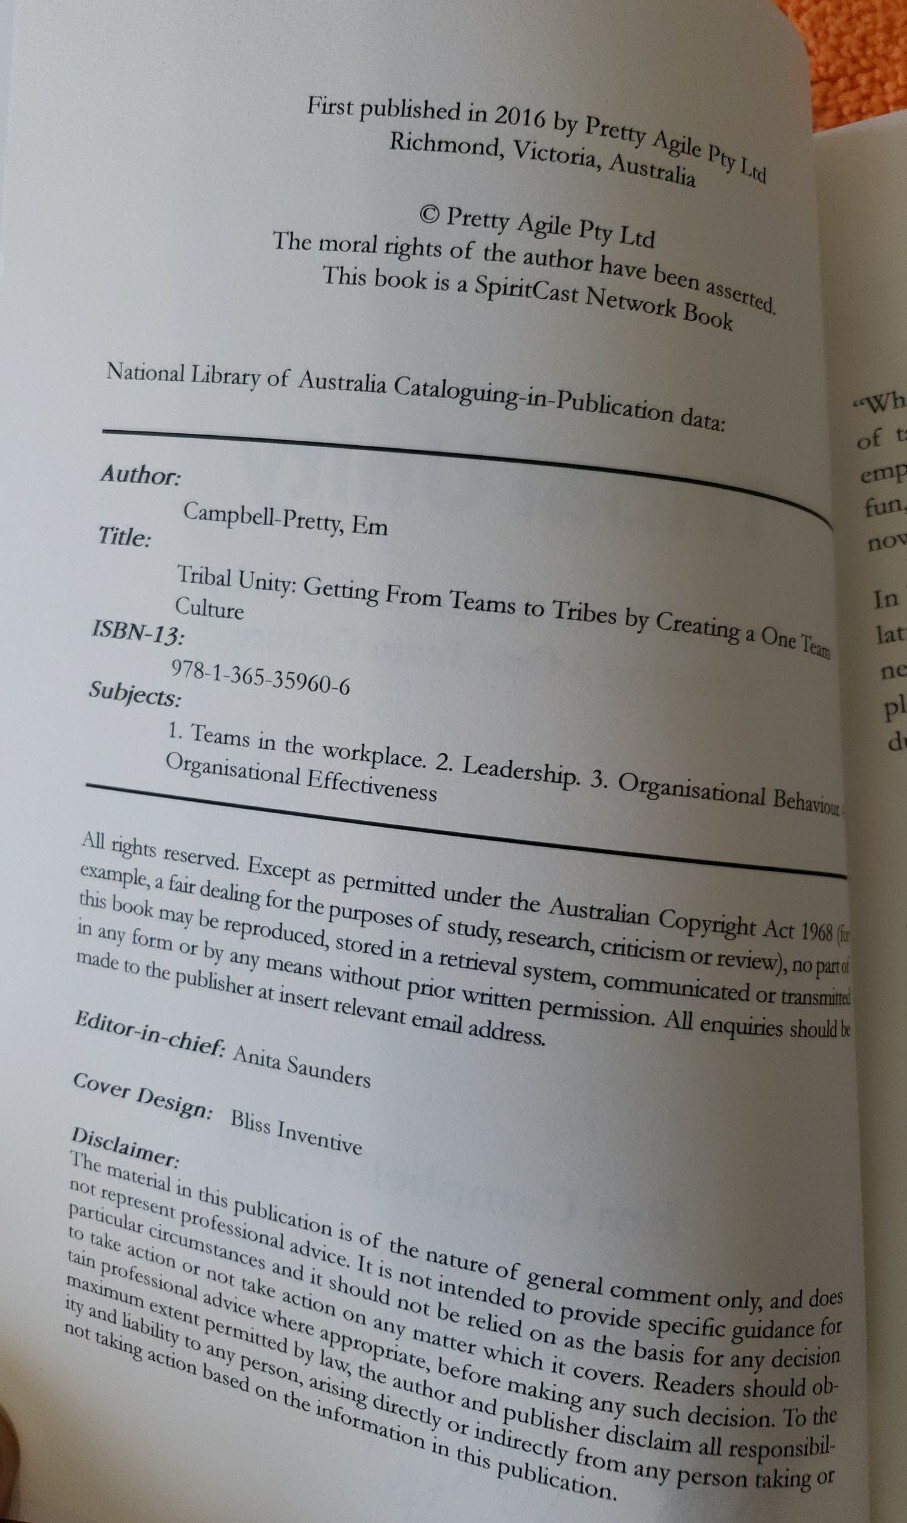 First published in 2016 by Pretty Agile Pty Ltd
Richmond, Victoria, Australia
© Pretty Agile Pty Ltd
The moral rights of the author have been asserted.
This book is a SpiritCast Network Book
National Library of Australia Cataloguing-in-Publication data:
Author:
Campbell-Pretty, Em
Title:
Tribal Unity: Getting From Teams to Tribes by Creating a One Team
Culture
ISBN-13:
978-1-365-35960-6
Subjects:
1. Teams in the workplace. 2. Leadership. 3. Organisational Behaviour
Organisational Effectiveness
All rights reserved. Except as permitted under the Australian Copyright Act 1968 (for
example, a fair dealing for the purposes of study, research, criticism or review), no part of
this book may be reproduced, stored in a retrieval system, communicated or transmitted
in any form or by any means without prior written permission. All enquiries should be
made to the publisher at insert relevant email address.
Editor-in-chief: Anita Saunders
Cover Design: Bliss Inventive
Disclaimer:
The material in this publication is of the nature of general comment only, and does
not represent professional advice. It is not intended to provide specific guidance for
particular circumstances and it should not be relied on as the basis for any decision
to take action or not take action on any matter which it covers. Readers should ob-
tain professional advice where appropriate, before making any such decision. To the
maximum extent permitted by law, the author and publisher disclaim all responsibil-
ity and liability to any person, arising directly or indirectly from any person taking or
not taking action based on the information in this publication.
"Wh
of t
emp
fun,
nov
In
lat
ne
pl